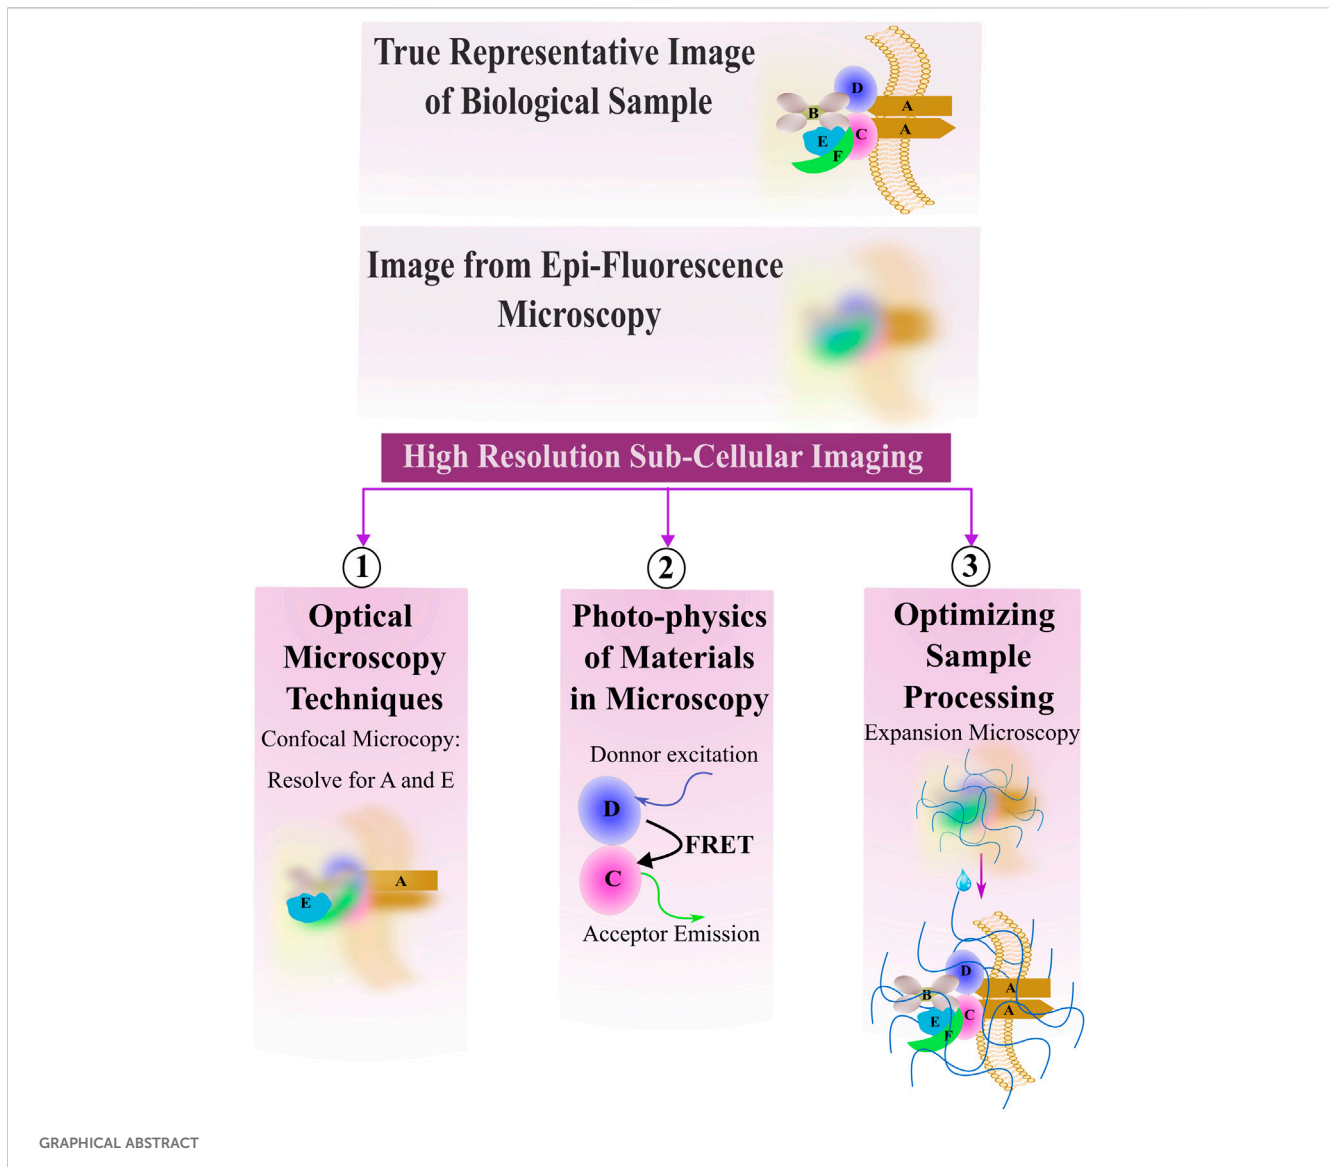 True Representative Image
of Biological Sample
D
B
A
A
E
C
F
Image from Epi-Fluorescence
Microscopy
High Resolution Sub-Cellular Imaging
1
Optical
Microscopy
Techniques
Confocal Microcopy:
Resolve for A and E
A
E
2
Photo-physics
of Materials
in Microscopy
Donnor excitation
D
FRET
C
Acceptor Emission
3
Optimizing
Sample
Processing
Expansion Microscopy
D
B
A
A
E
C
F
GRAPHICAL ABSTRACT